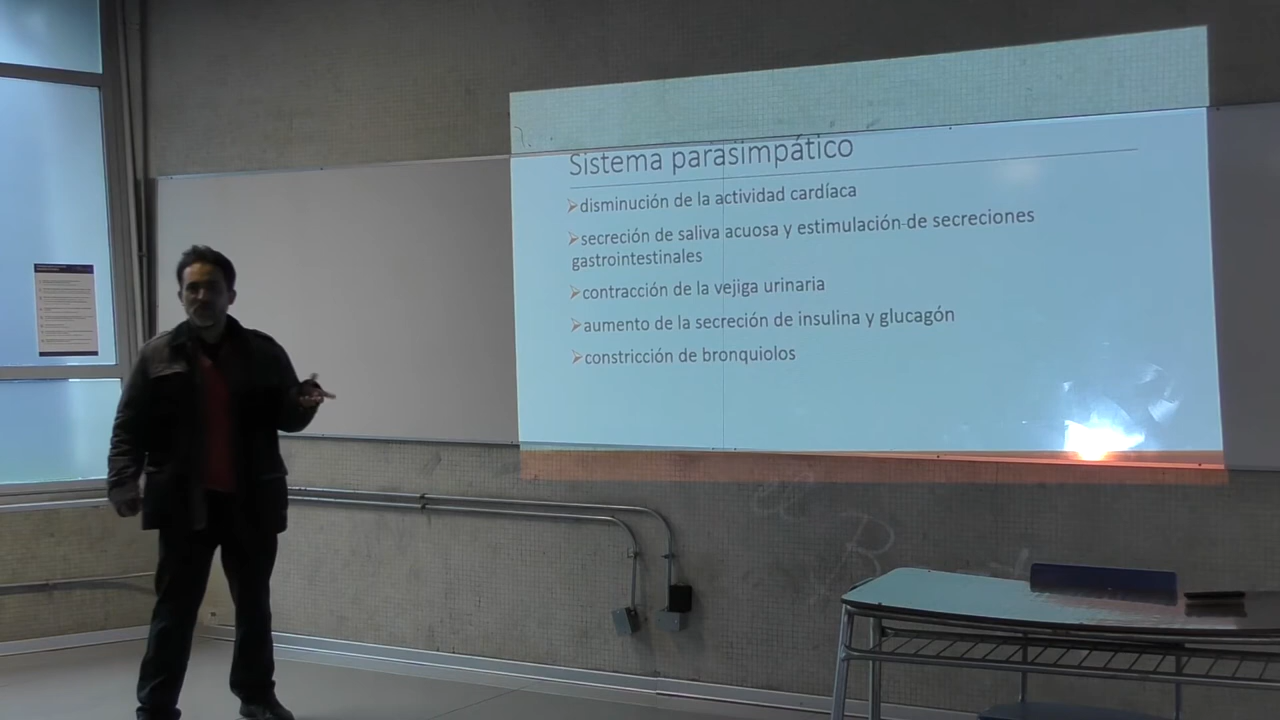 Sistema parasimpático
➢disminución de la actividad cardíaca
➢secreción de saliva acuosa y estimulación de secreciones
gastrointestinales
➢contracción de la vejiga urinaria
➢aumento de la secreción de insulina y glucagón
➢constricción de bronquiolos
B